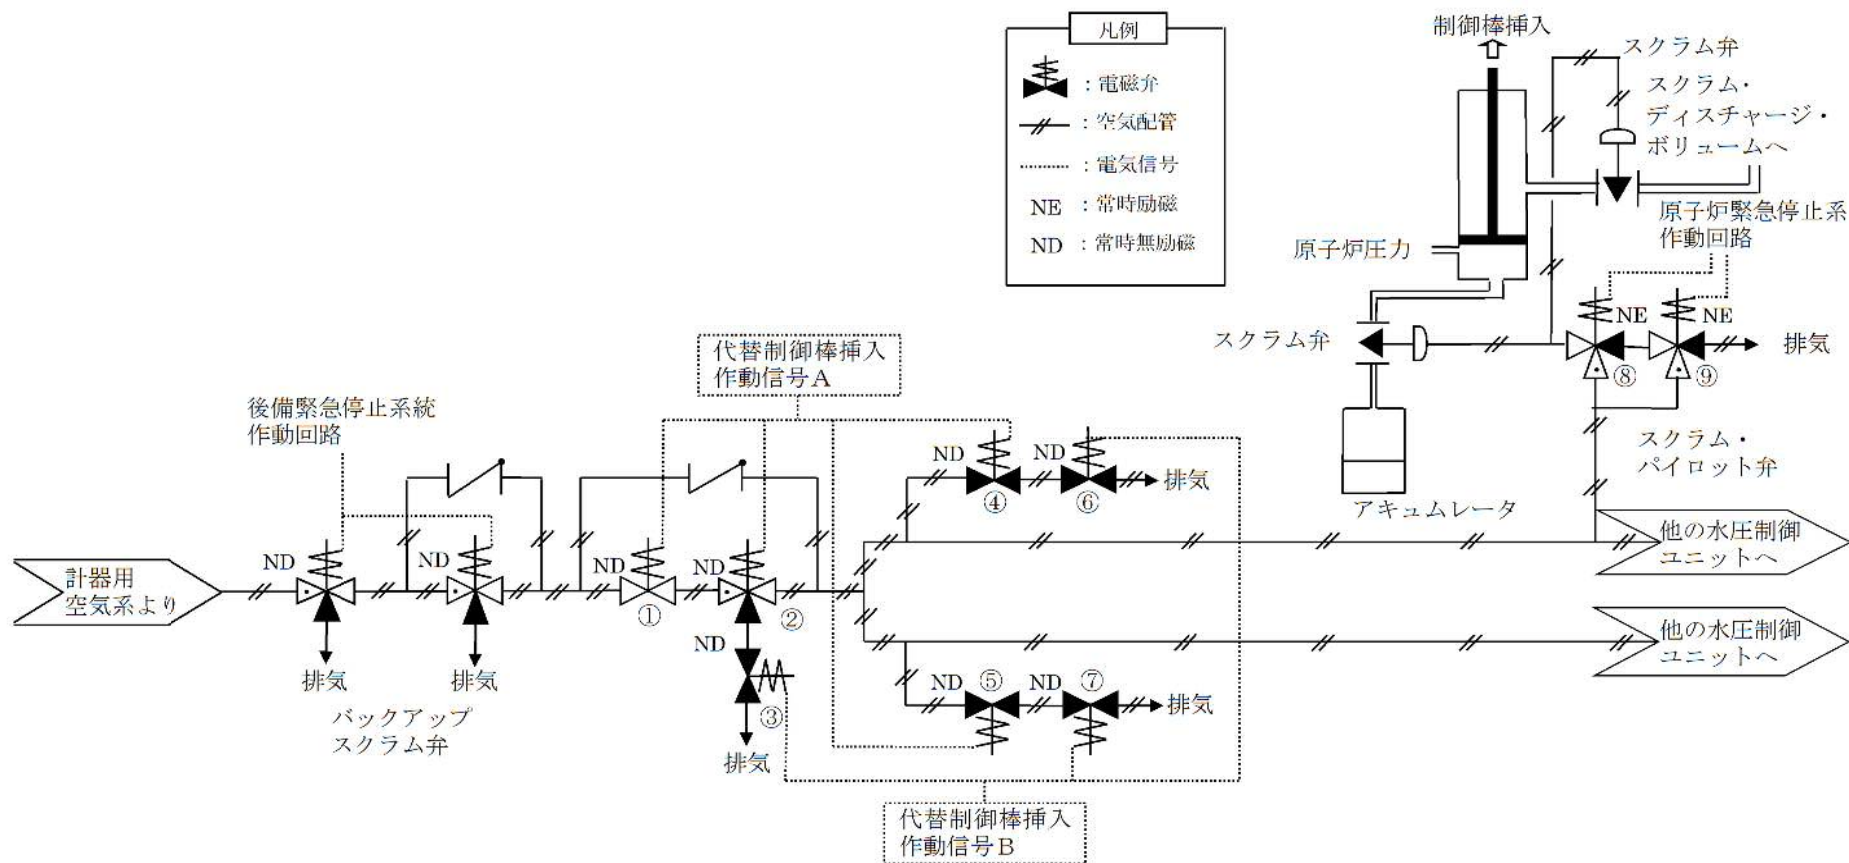 凡例
：電磁弁
：空気配管
：電気信号
NE ：常時励磁
ND ：常時無励磁
制御棒挿入
スクラム弁
スクラム・
ディスチャージ・
ボリュームへ
原子炉緊急停止系
作動回路
原子炉圧力
NE
NE
スクラム弁
排気
⑧
⑨
スクラム・
パイロット弁
アキュムレータ
代替制御棒挿入
作動信号A
後備緊急停止系統
作動回路
ND
ND
排気
④
⑥
ND
ND
ND
ND
計器用
空気系より
①
②
他の水圧制御
ユニットへ
ND
他の水圧制御
ユニットへ
排気
排気
ND
⑤
ND
⑦
排気
バックアップ
スクラム弁
③
排気
代替制御棒挿入
作動信号B